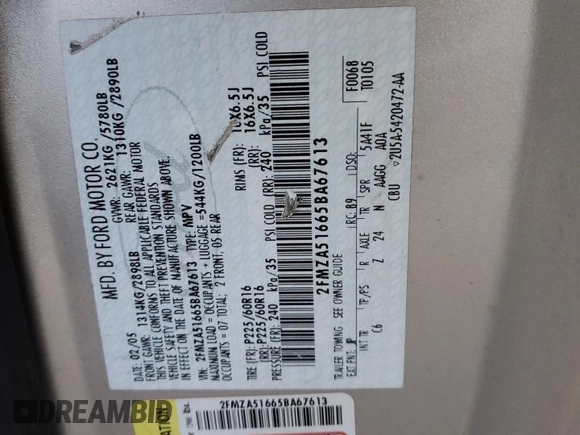 MFD. BY FORD MOTOR CO.
DATE: 02/05 GVWR: 2621KG /5780LB
FRONT GAWR: 1314KG/2898LB REAR GAWR: 1310KG /2890LB
VEHICLE CONFORMS TO ALL APPLICABLE FEDERAL MOTOR
VEHICLE SAFETY AND THEFT PREVENTION STANDARDS
IN EFFECT ON THE DATE OF MANUFACTURE SHOWN ABOVE
VIN: 2FMZA51665BA67613 TYPE: MPV
MAXIMUM LOAD = OCCUPANTS + LUGGAGE =544KG/1200LB
OCCUPANTS = 07 TOTAL: 2 FRONT: 05 REAR
TIRE (FR): P225/60R16 RIMS (FR): 16X6.5J
(RR): P225/60R16 (RR): 16X6.5J
PRESSURE (FR): 240 kPa/35 PSI COLD (RR): 240 kPa/35 PSI COLD
2FMZA51665BA67613
TRAILER TOWING - SEE OWNER GUIDE. F0068
EXT PNT: JP RC: 89 DSO: T0105
INT TR TP/PS R AXLE TR SPR 5A41F
C6 Z 24 N AAGG A0A
CBU ▽2U5A-5420472-AA
2FMZA51665BA67613
DREAMBID